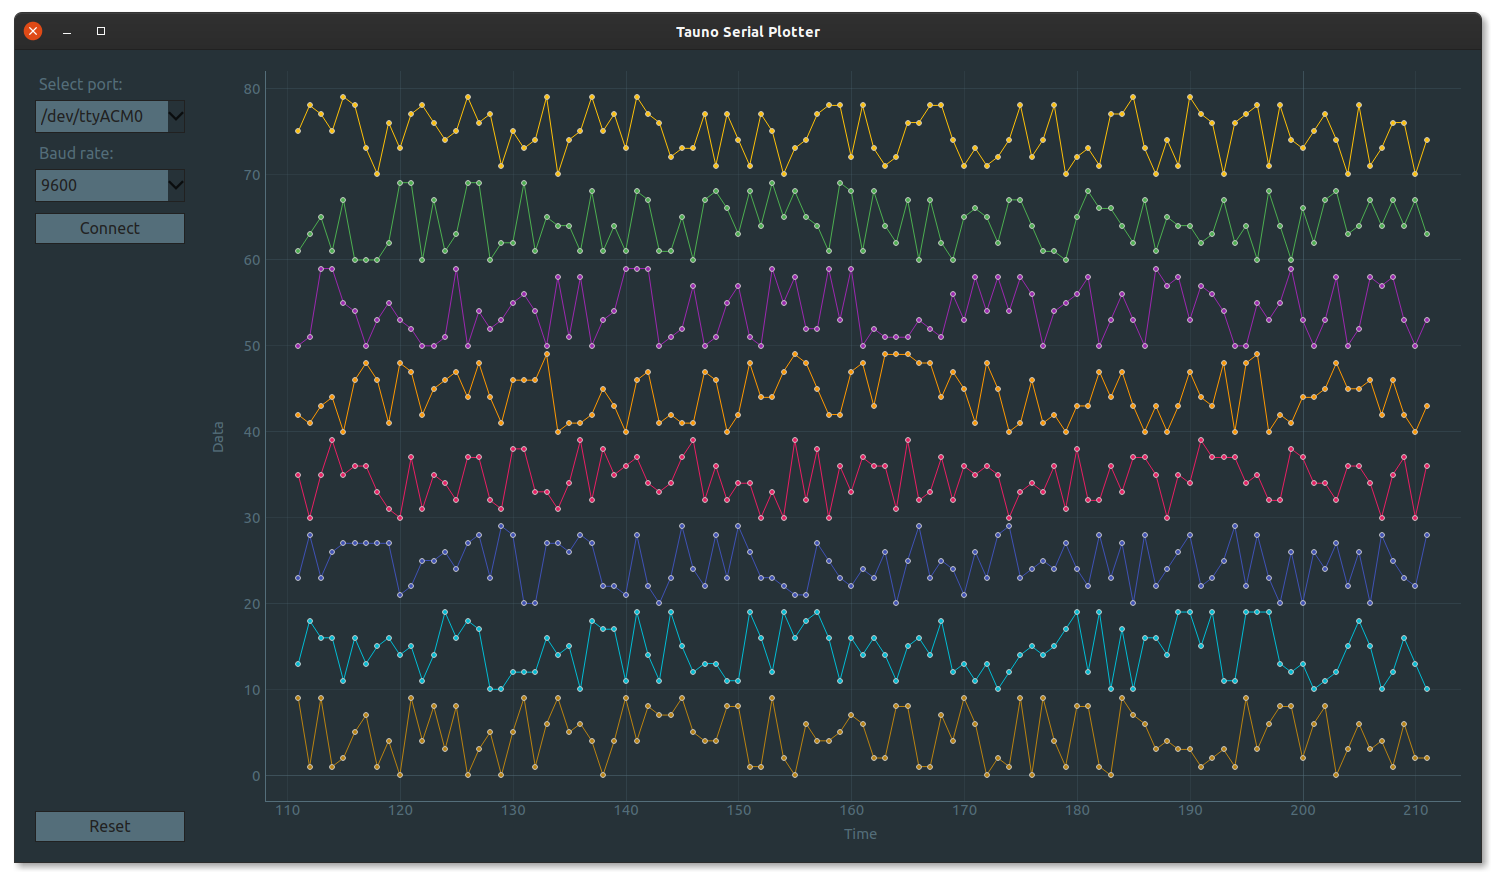 Tauno Serial Plotter
Select port:
/dev/ttyACM0
Baud rate:
9600
Connect
Reset
Data
80
70
60
50
40
30
20
10
0
110 120 130 140 150 160 170 180 190 200 210
Time